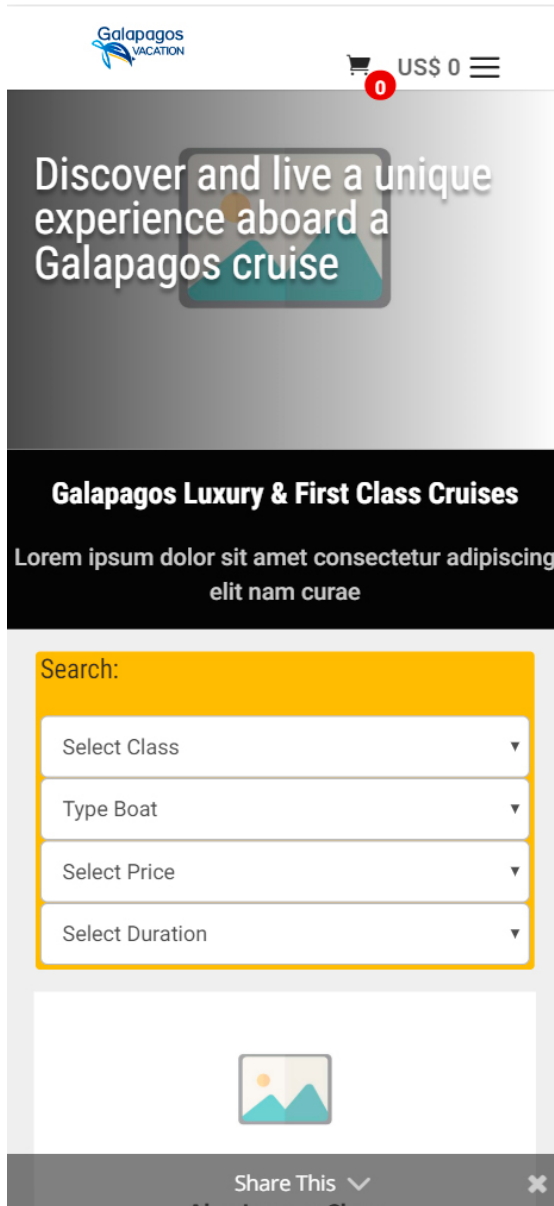 Galapagos
VACATION
0
US$ 0
Discover and live a unique
experience aboard a
Galapagos cruise
Galapagos Luxury & First Class Cruises
Lorem ipsum dolor sit amet consectetur adipiscing
elit nam curae
Search:
Select Class
Type Boat
Select Price
Select Duration
Share This